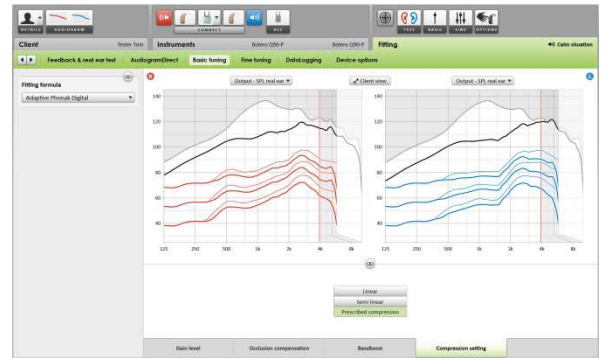 DETAILS AUDIOGRAM CONNECT ACC TEST BASIC FINE OPTIONS
Client Tester Tom Instruments Bolero Q90-P Bolero Q90-P Fitting Calm situation
Feedback & real ear test AudiogramDirect Basic tuning Fine tuning DataLogging Device options
Fitting formula
Adaptive Phonak Digital
Output - SPL real ear Client view Output - SPL real ear
140 140
120 120
100 100
80 80
60 60
40 40
125 250 500 1k 2k 4k 8k 125 250 500 1k 2k 4k 8k
Linear
Semi linear
Prescribed compression
Gain level Occlusion compensation BassBoost Compression setting